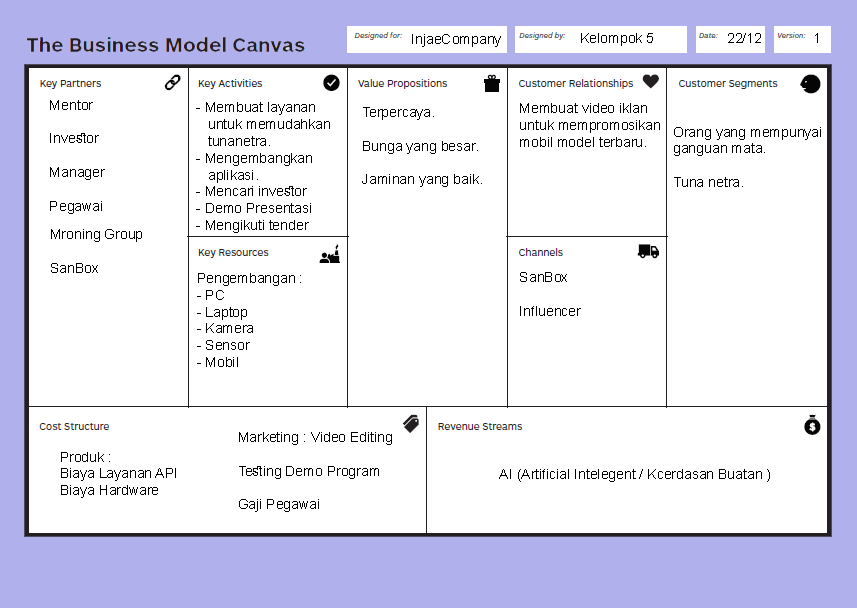 The Business Model Canvas
Designed for: InjaeCompany
Designed by: Kelompok 5
Date: 22/12
Version: 1
Key Partners
Mentor
Investor
Manager
Pegawai
Mroning Group
SanBox
Key Activities
- Membuat layanan
untuk memudahkan
tunanetra.
- Mengembangkan
aplikasi.
- Mencari investor
- Demo Presentasi
- Mengikuti tender
Key Resources
Pengembangan :
- PC
- Laptop
- Kamera
- Sensor
- Mobil
Value Propositions
Terpercaya.
Bunga yang besar.
Jaminan yang baik.
Customer Relationships
Membuat video iklan
untuk mempromosikan
mobil model terbaru.
Channels
SanBox
Influencer
Customer Segments
Orang yang mempunyai
ganguan mata.
Tuna netra.
Cost Structure
Produk :
Biaya Layanan API
Biaya Hardware
Marketing : Video Editing
Testing Demo Program
Gaji Pegawai
Revenue Streams
AI (Artificial Intelegent / Kcerdasan Buatan )